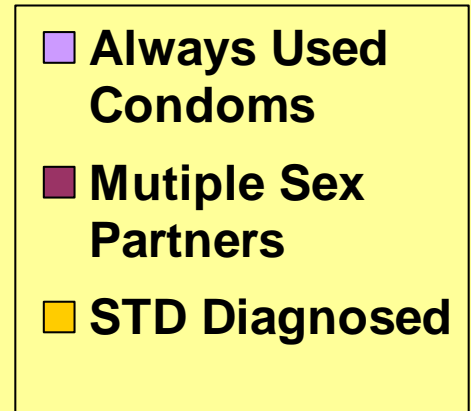 Always Used
Condoms
Mutiple Sex
Partners
STD Diagnosed